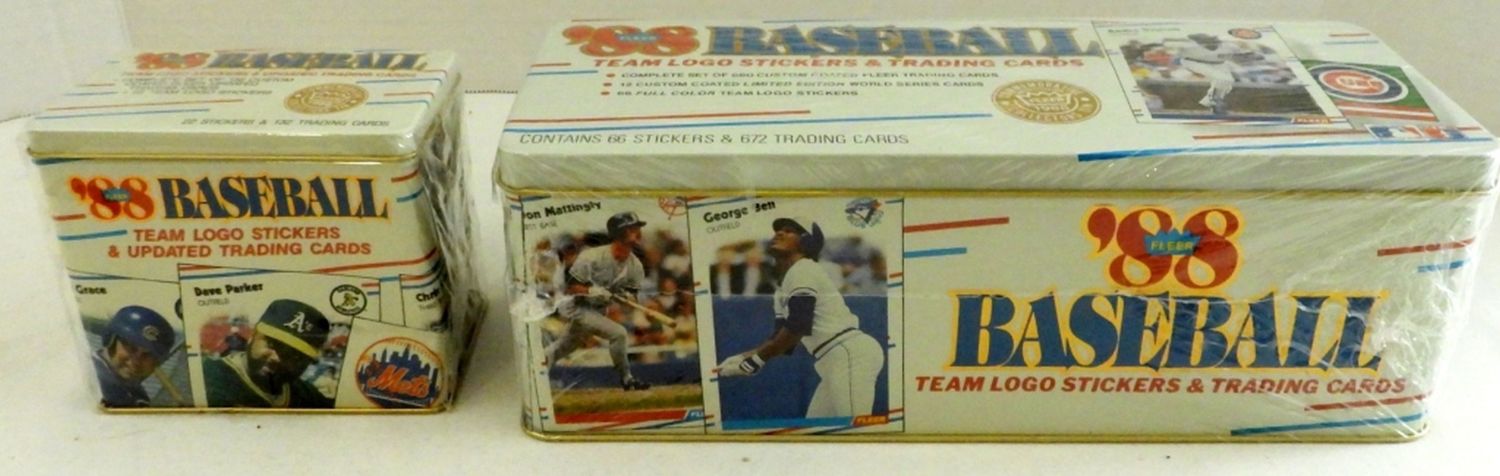 '88 BASEBALL
FLEER
TEAM LOGO STICKERS & UPDATED TRADING CARDS
22 STICKERS & 132 TRADING CARDS
'88 BASEBALL
FLEER
TEAM LOGO STICKERS
& UPDATED TRADING CARDS
Grace
Dave Parker
OUTFIELD
A's
Mets
'88 BASEBALL
FLEER
TEAM LOGO STICKERS & TRADING CARDS
COMPLETE SET OF 660 CUSTOM COATED FLEER TRADING CARDS
12 CUSTOM COATED LIMITED EDITION WORLD SERIES CARDS
66 FULL COLOR TEAM LOGO STICKERS
CONTAINS 66 STICKERS & 672 TRADING CARDS
FLEER
on Mattingly
George Bell
OUTFIELD
FLEER
'88
FLEER
BASEBALL
TEAM LOGO STICKERS & TRADING CARDS